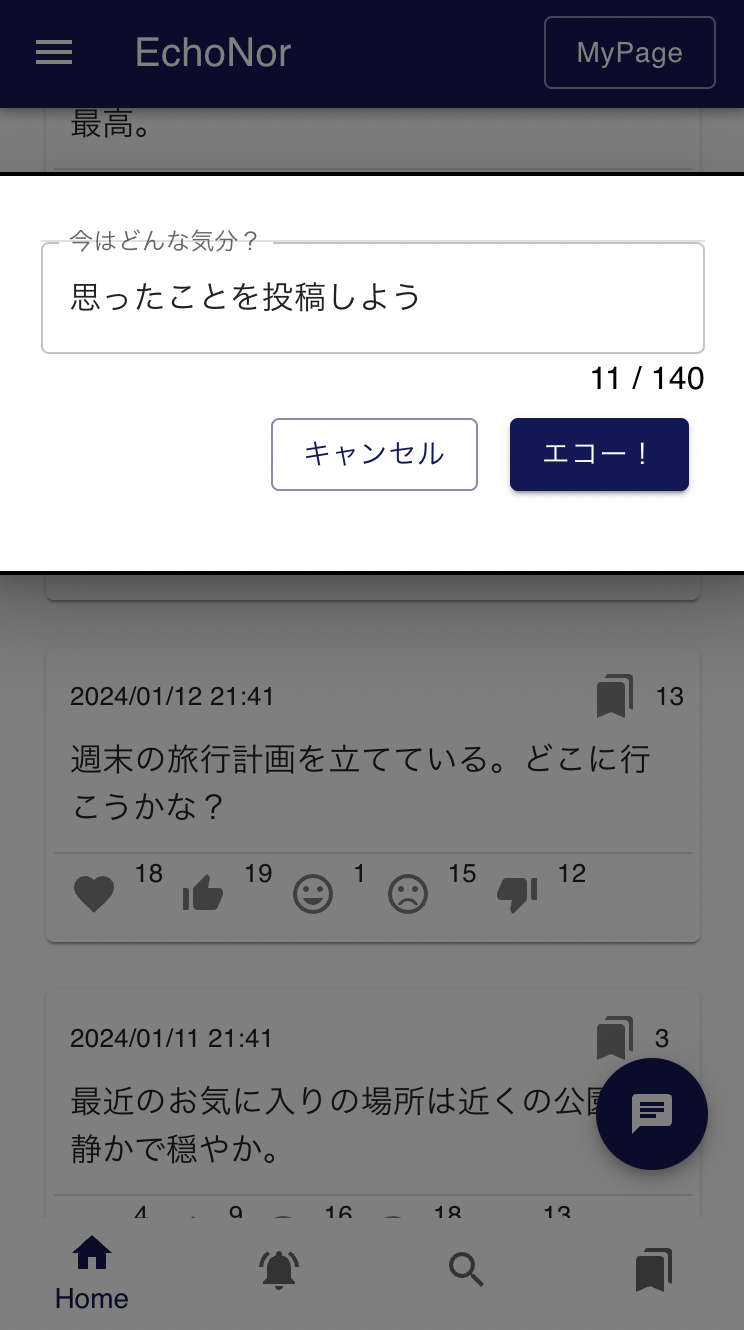 EchoNor
MyPage
最高。
今はどんな気分？
思ったことを投稿しよう
11 / 140
キャンセル
エコー！
2024/01/12 21:41
13
週末の旅行計画を立てている。どこに行
こうかな？
18 19 1 15 12
2024/01/11 21:41
3
最近のお気に入りの場所は近くの公園
静かで穏やか。
4 9 16 18 13
Home